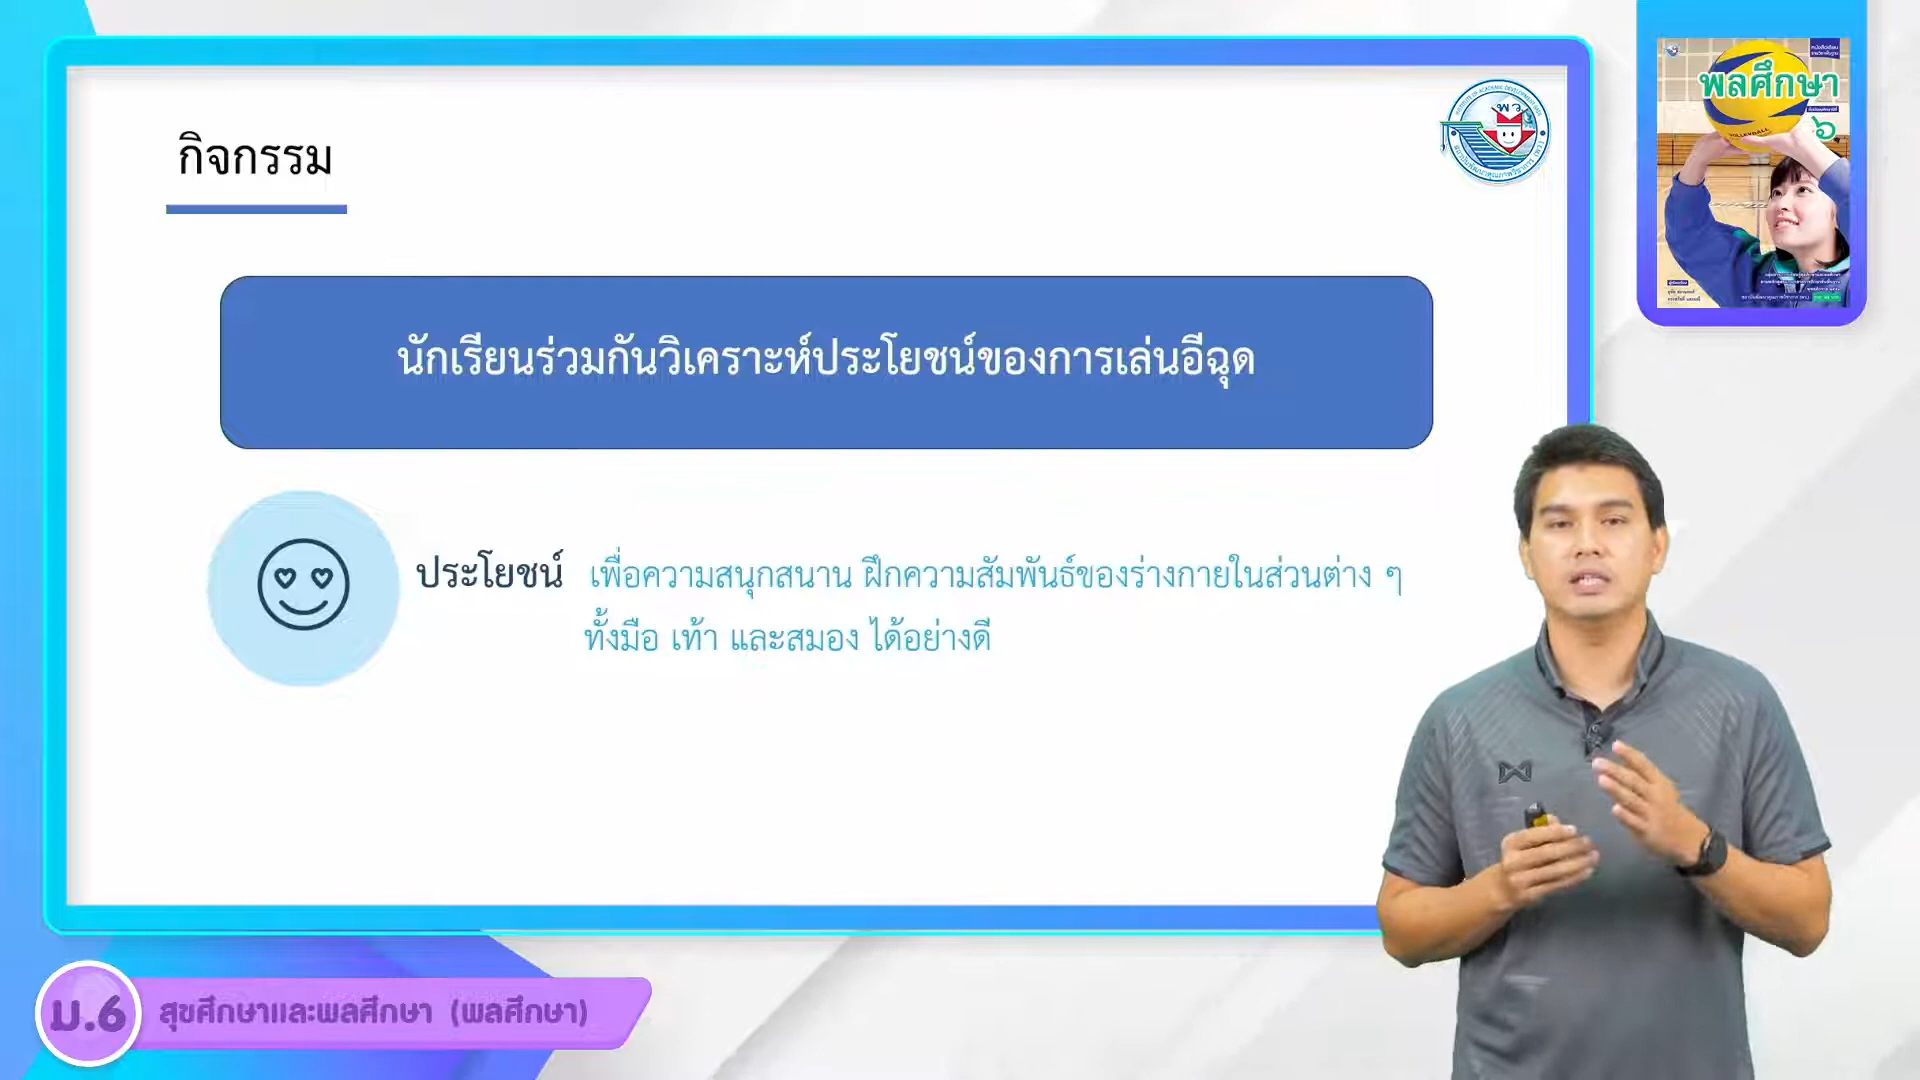 กิจกรรม
นักเรียนร่วมกันวิเคราะห์ประโยชน์ของการเล่นอีฉุด
ประโยชน์ เพื่อความสนุกสนาน ฝึกความสัมพันธ์ของร่างกายในส่วนต่าง ๆ
ทั้งมือ เท้า และสมอง ได้อย่างดี
พว.
พลศึกษา
๖
VOLLEYBALL
ม.6 สุขศึกษาและพลศึกษา (พลศึกษา)